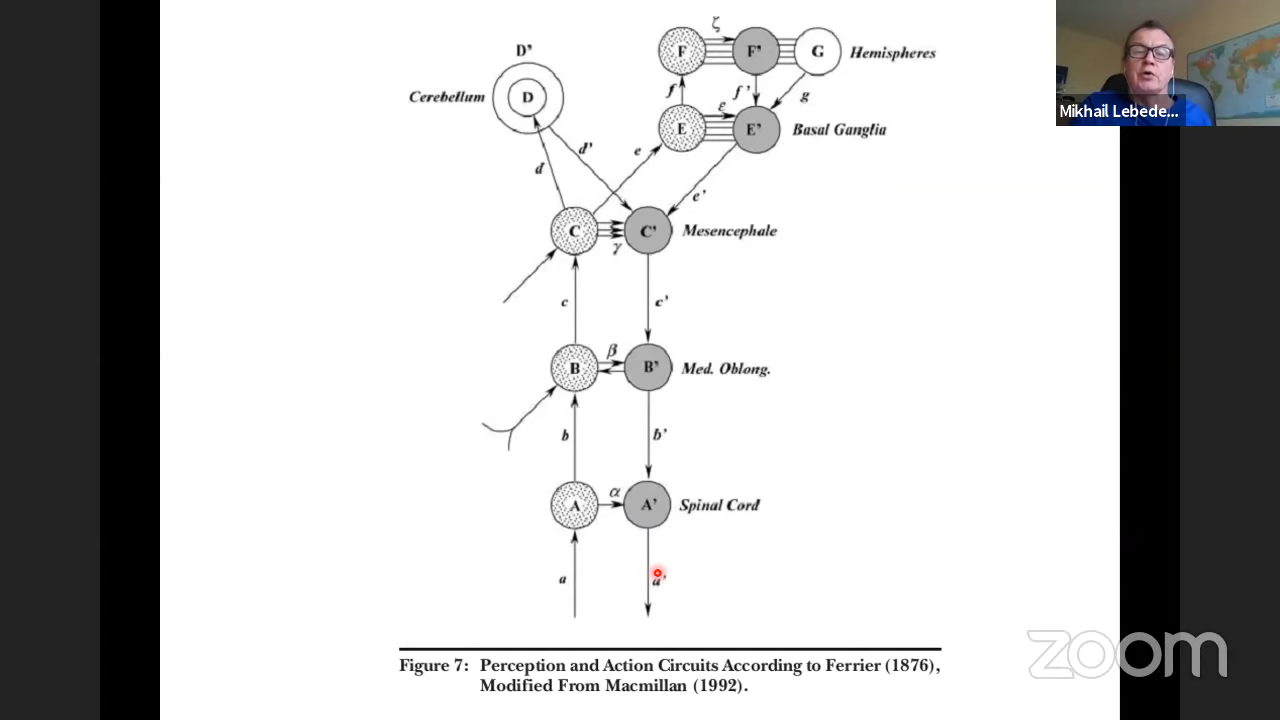 ζ
F
F'
G
Hemispheres
D'
f
f'
g
Cerebellum
D
ε
Mikhail Lebede...
E
E'
Basal Ganglia
d'
e
d
e'
C
C'
Mesencephale
γ
c
c'
β
B
B'
Med. Oblong.
b
b'
α
A
A'
Spinal Cord
a
a'
zoom
Figure 7: Perception and Action Circuits According to Ferrier (1876),
Modified From Macmillan (1992).